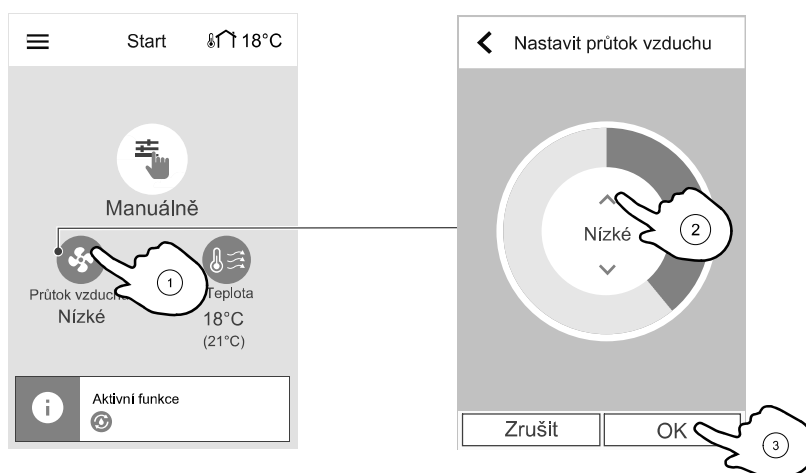 Start 18°C
Manuálně
Průtok vzduchu
Nízké
Teplota
18°C
(21°C)
i
Aktivní funkce
1
Nastavit průtok vzduchu
Nízké
2
Zrušit
OK
3